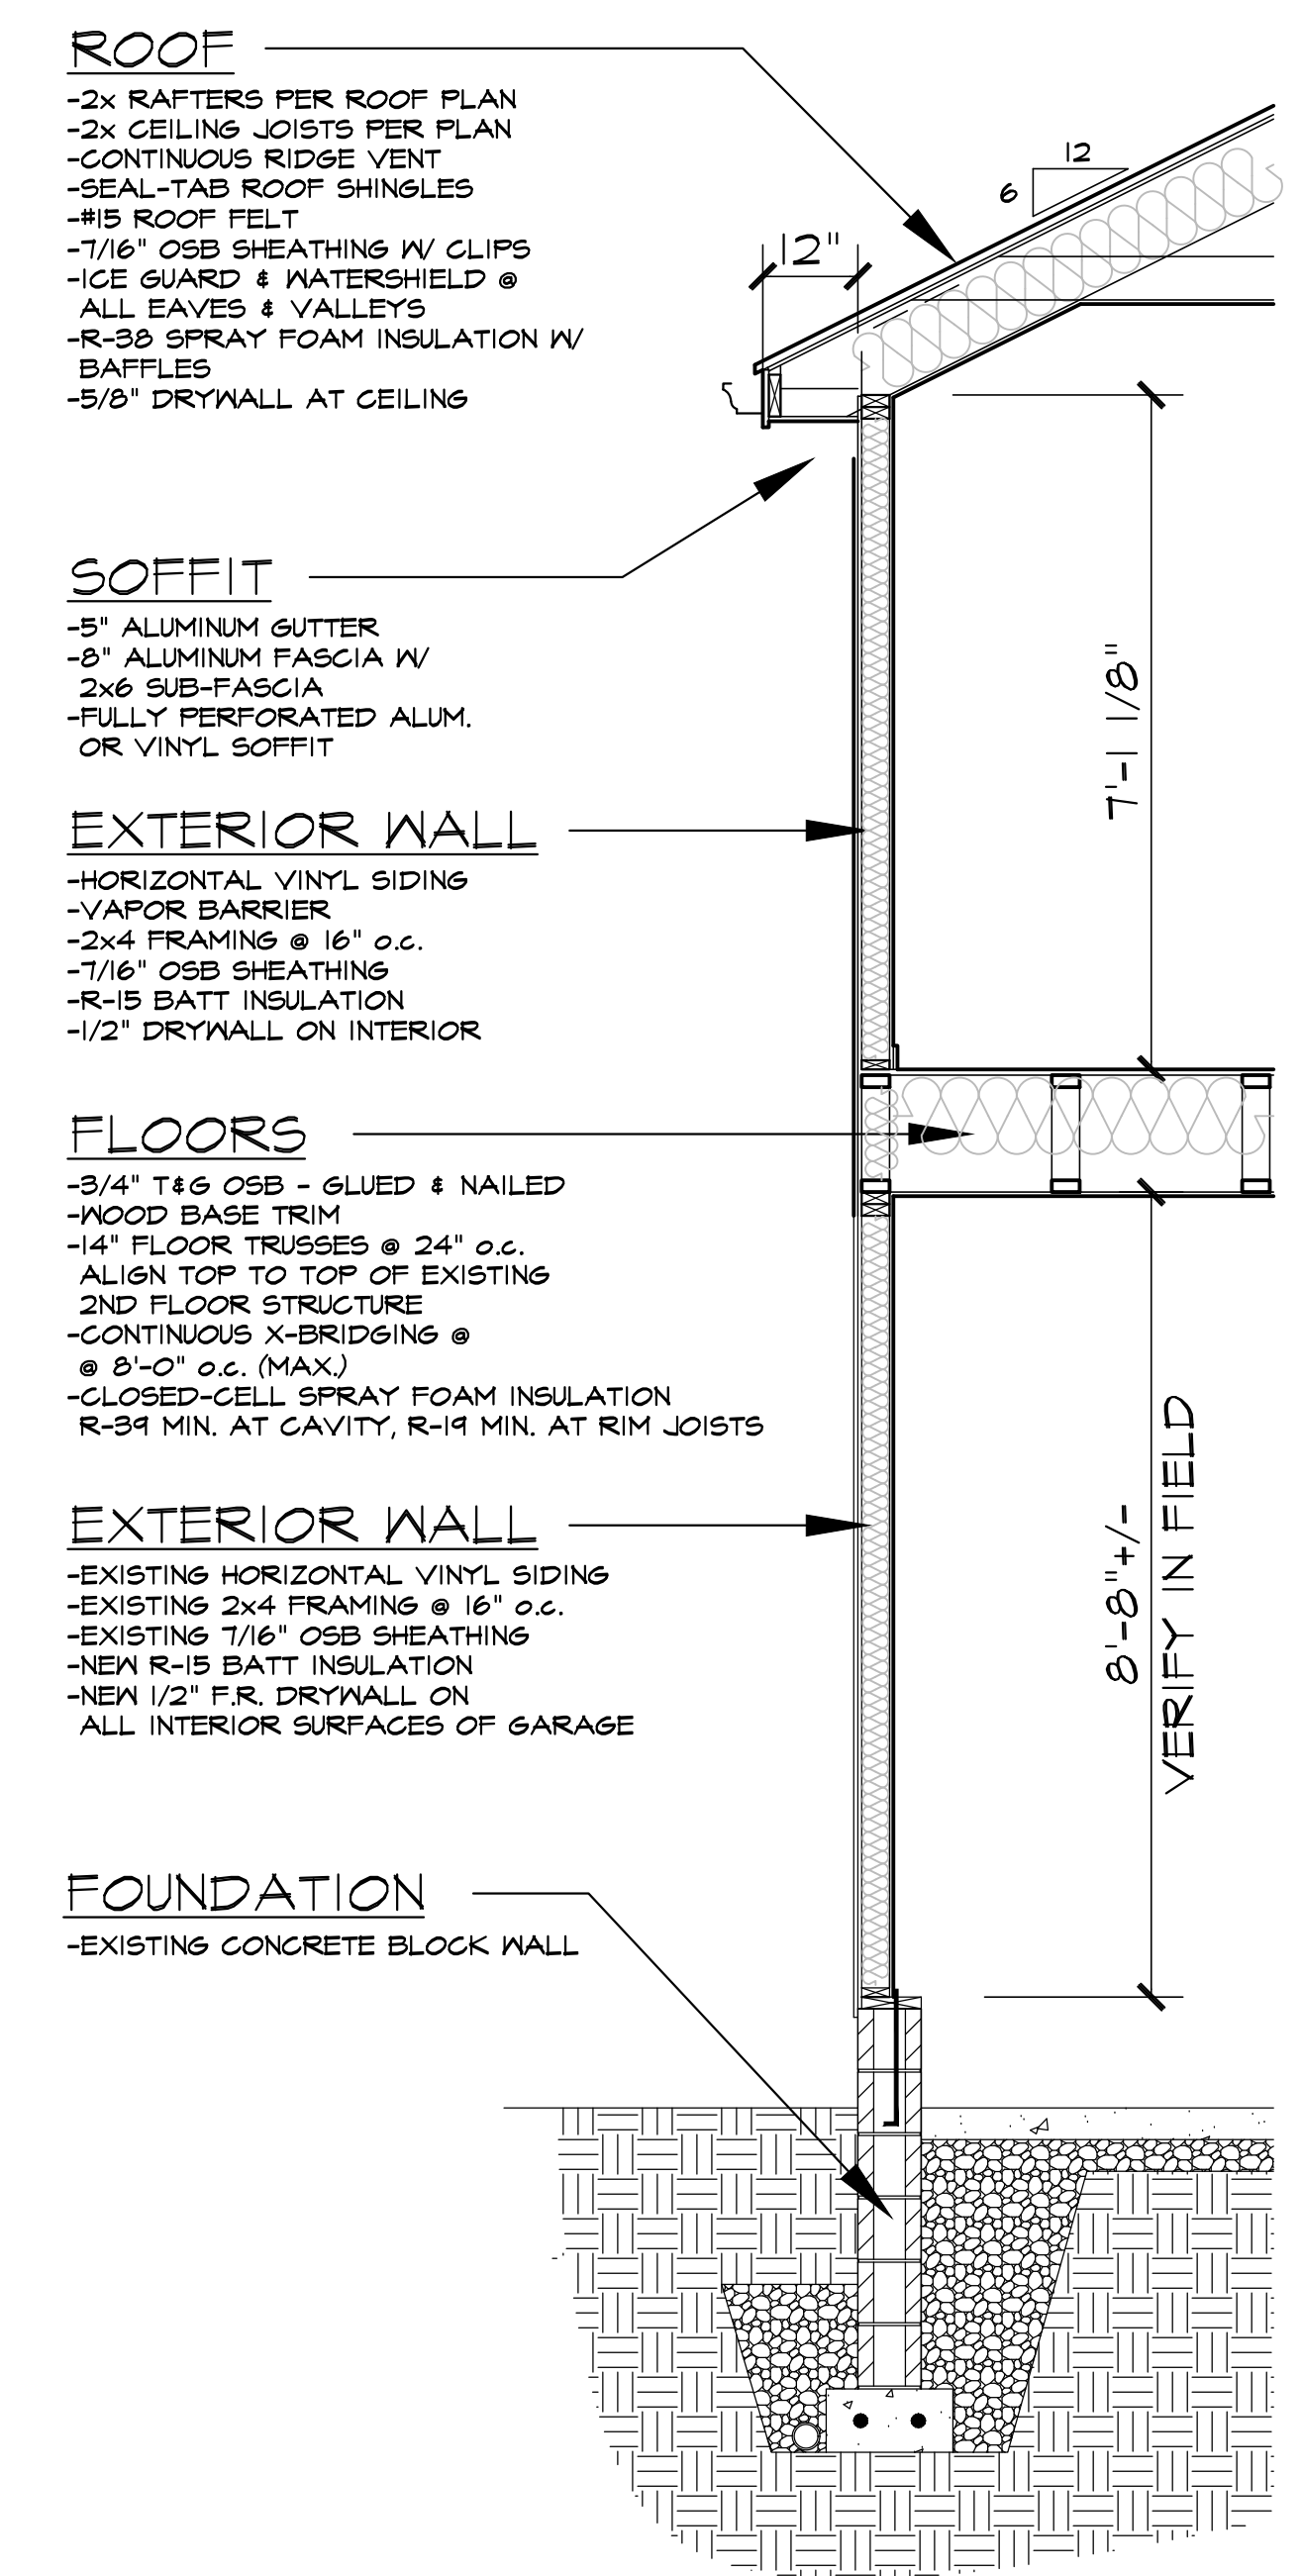 ROOF
-2x RAFTERS PER ROOF PLAN
-2x CEILING JOISTS PER PLAN
-CONTINUOUS RIDGE VENT
-SEAL-TAB ROOF SHINGLES
-#15 ROOF FELT
-7/16" OSB SHEATHING W/ CLIPS
-ICE GUARD & WATERSHIELD @
ALL EAVES & VALLEYS
-R-38 SPRAY FOAM INSULATION W/
BAFFLES
-5/8" DRYWALL AT CEILING
12
6
12"
SOFFIT
-5" ALUMINUM GUTTER
-8" ALUMINUM FASCIA W/
2x6 SUB-FASCIA
-FULLY PERFORATED ALUM.
OR VINYL SOFFIT
7'-1 1/8"
EXTERIOR WALL
-HORIZONTAL VINYL SIDING
-VAPOR BARRIER
-2x4 FRAMING @ 16" o.c.
-7/16" OSB SHEATHING
-R-15 BATT INSULATION
-1/2" DRYWALL ON INTERIOR
FLOORS
-3/4" T&G OSB - GLUED & NAILED
-WOOD BASE TRIM
-14" FLOOR TRUSSES @ 24" o.c.
ALIGN TOP TO TOP OF EXISTING
2ND FLOOR STRUCTURE
-CONTINUOUS X-BRIDGING @
@ 8'-0" o.c. (MAX.)
-CLOSED-CELL SPRAY FOAM INSULATION
R-39 MIN. AT CAVITY, R-19 MIN. AT RIM JOISTS
8'-8"+/-
VERIFY IN FIELD
EXTERIOR WALL
-EXISTING HORIZONTAL VINYL SIDING
-EXISTING 2x4 FRAMING @ 16" o.c.
-EXISTING 7/16" OSB SHEATHING
-NEW R-15 BATT INSULATION
-NEW 1/2" F.R. DRYWALL ON
ALL INTERIOR SURFACES OF GARAGE
FOUNDATION
-EXISTING CONCRETE BLOCK WALL